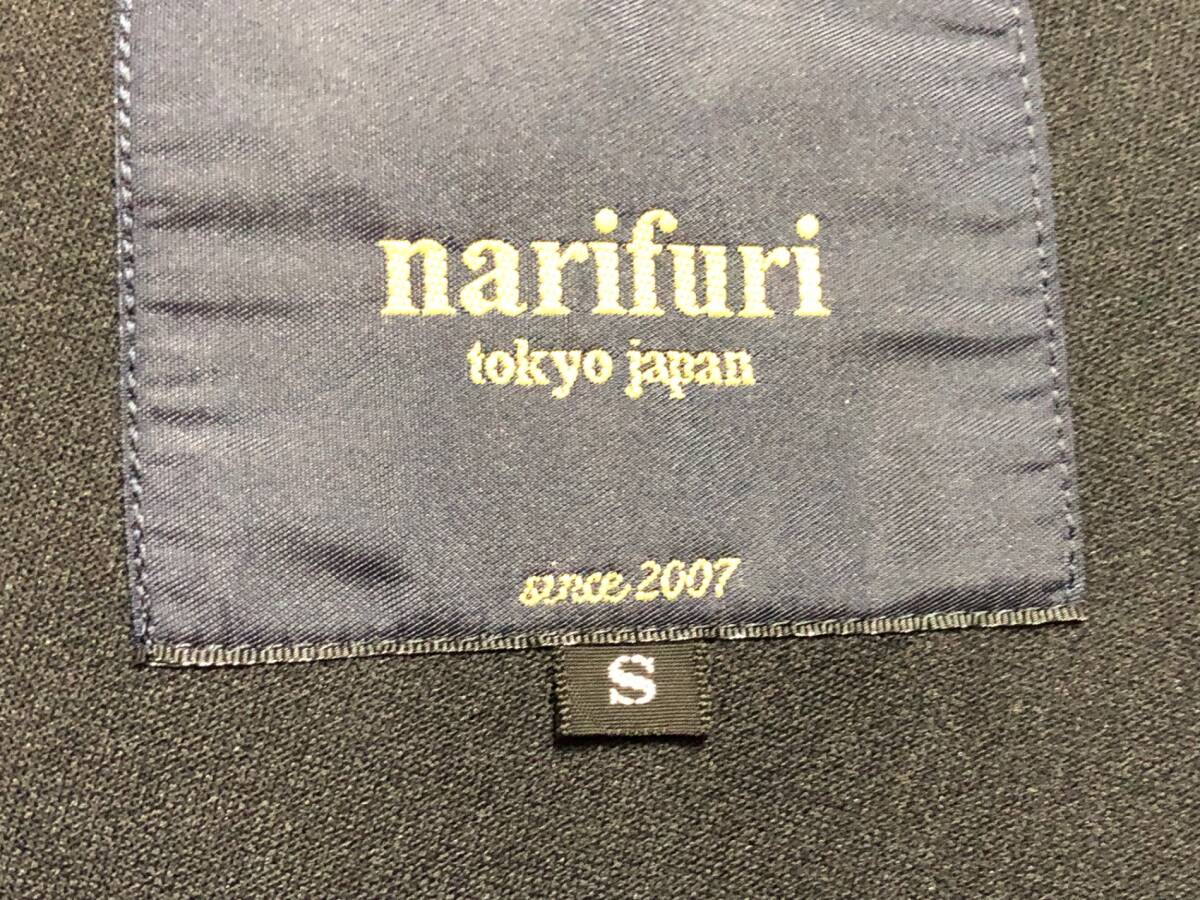 narifuri
tokyo japan
since 2007
S